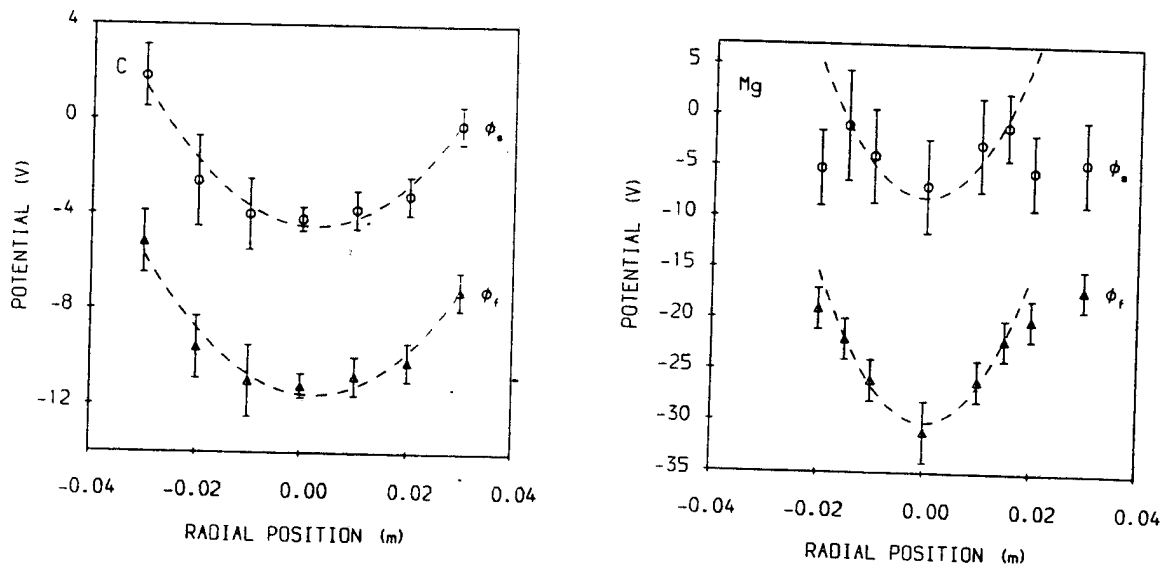 4
0
-4
-8
-12
POTENTIAL (V)
C
ϕs
ϕf
-0.04 -0.02 0.00 0.02 0.04
RADIAL POSITION (m)
5
0
-5
-10
-15
-20
-25
-30
-35
POTENTIAL (V)
Mg
ϕs
ϕf
-0.04 -0.02 0.00 0.02 0.04
RADIAL POSITION (m)